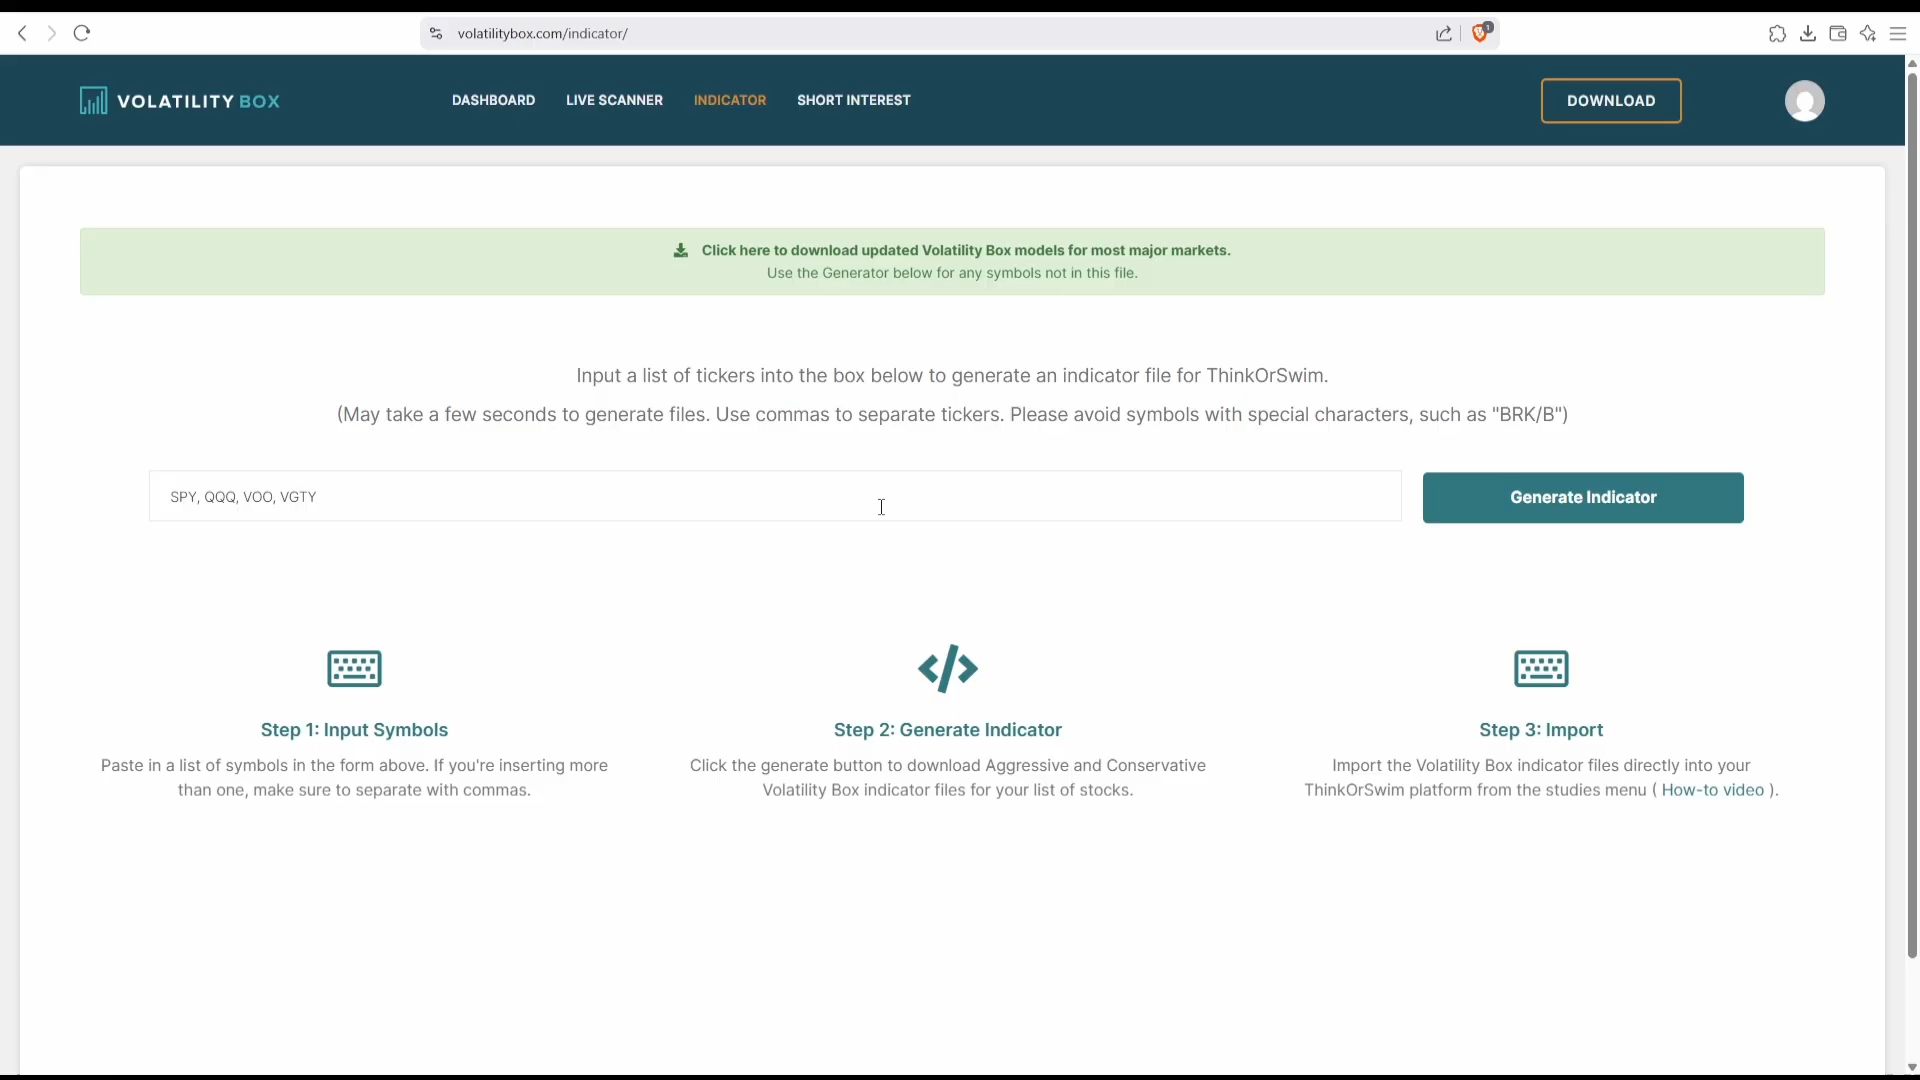 volatilitybox.com/indicator/
1
VOLATILITY BOX
DASHBOARD
LIVE SCANNER
INDICATOR
SHORT INTEREST
DOWNLOAD
Click here to download updated Volatility Box models for most major markets.
Use the Generator below for any symbols not in this file.
Input a list of tickers into the box below to generate an indicator file for ThinkOrSwim.
(May take a few seconds to generate files. Use commas to separate tickers. Please avoid symbols with special characters, such as "BRK/B")
SPY, QQQ, VOO, VGTY
Generate Indicator
Step 1: Input Symbols
Paste in a list of symbols in the form above. If you're inserting more
than one, make sure to separate with commas.
Step 2: Generate Indicator
Click the generate button to download Aggressive and Conservative
Volatility Box indicator files for your list of stocks.
Step 3: Import
Import the Volatility Box indicator files directly into your
ThinkOrSwim platform from the studies menu ( How-to video ).